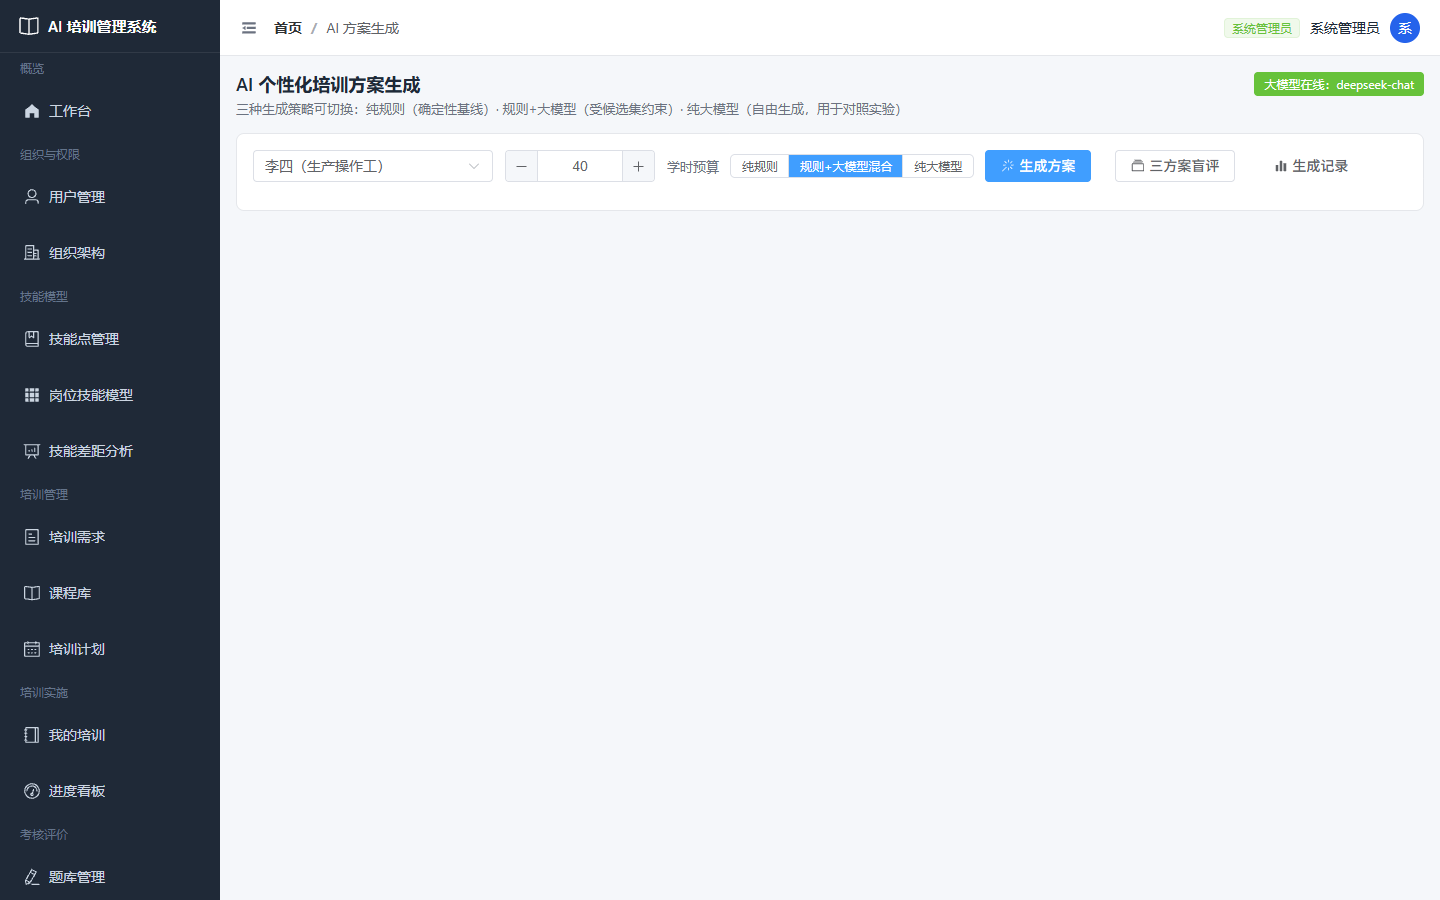 AI 培训管理系统
首页 / AI 方案生成
系统管理员 系统管理员 系
概览
工作台
组织与权限
用户管理
组织架构
技能模型
技能点管理
岗位技能模型
技能差距分析
培训管理
培训需求
课程库
培训计划
培训实施
我的培训
进度看板
考核评价
题库管理
AI 个性化培训方案生成
大模型在线：deepseek-chat
三种生成策略可切换：纯规则（确定性基线）· 规则+大模型（受候选集约束）· 纯大模型（自由生成，用于对照实验）
李四（生产操作工） − 40 + 学时预算 纯规则 规则+大模型混合 纯大模型 生成方案 三方案盲评 生成记录